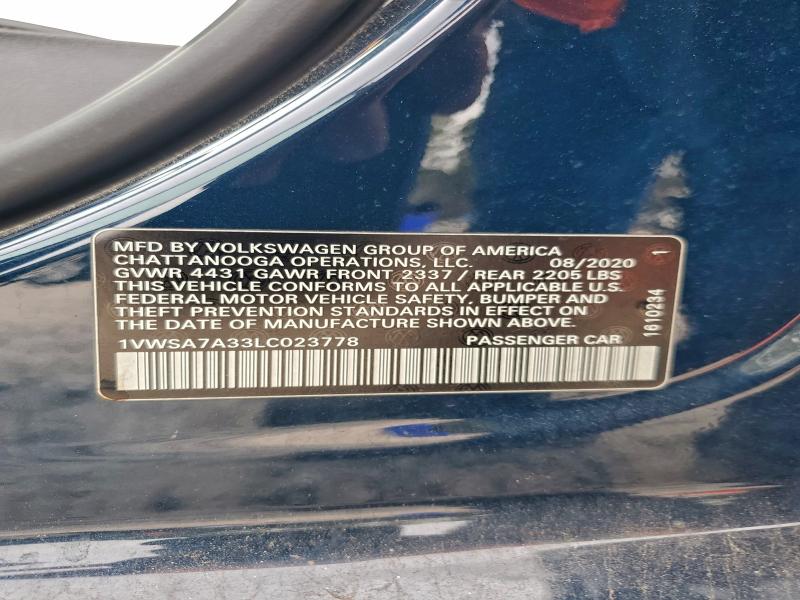 MFD BY VOLKSWAGEN GROUP OF AMERICA
CHATTANOOGA OPERATIONS, LLC. 08/2020
GVWR 4431 GAWR FRONT 2337 / REAR 2205 LBS
THIS VEHICLE CONFORMS TO ALL APPLICABLE U.S.
FEDERAL MOTOR VEHICLE SAFETY, BUMPER AND
THEFT PREVENTION STANDARDS IN EFFECT ON
THE DATE OF MANUFACTURE SHOWN ABOVE.
1VWSA7A33LC023778 PASSENGER CAR
1610234 1